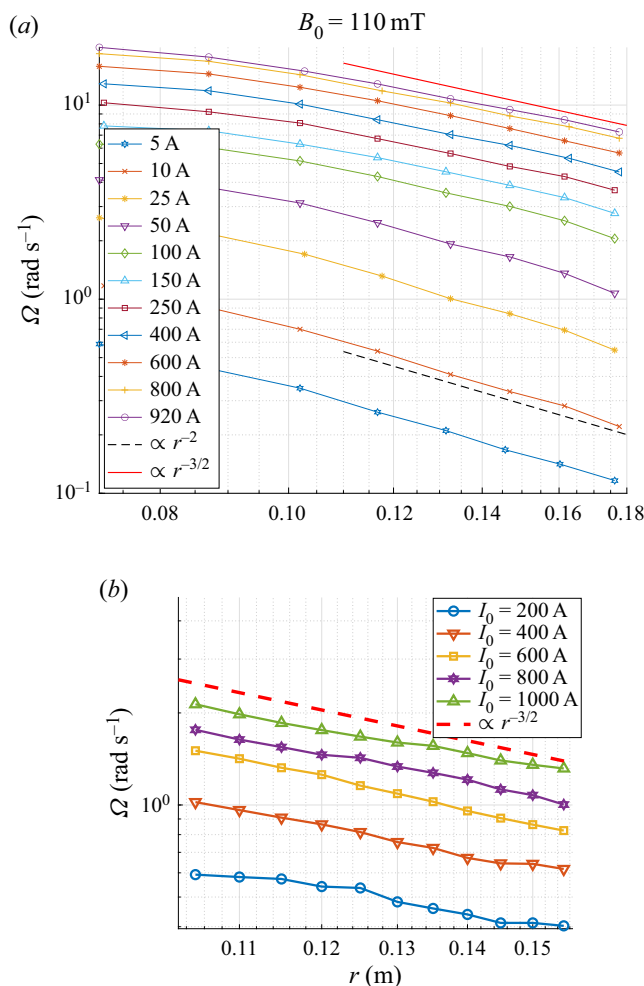 (a)
B₀ = 110 mT
10¹
10⁰
10⁻¹
Ω (rad s⁻¹)
5 A
10 A
25 A
50 A
100 A
150 A
250 A
400 A
600 A
800 A
920 A
∝ r⁻²
∝ r⁻³/²
0.08
0.10
0.12
0.14
0.16
0.18
(b)
I₀ = 200 A
I₀ = 400 A
I₀ = 600 A
I₀ = 800 A
I₀ = 1000 A
∝ r⁻³/²
Ω (rad s⁻¹)
10⁰
0.11
0.12
0.13
0.14
0.15
r (m)